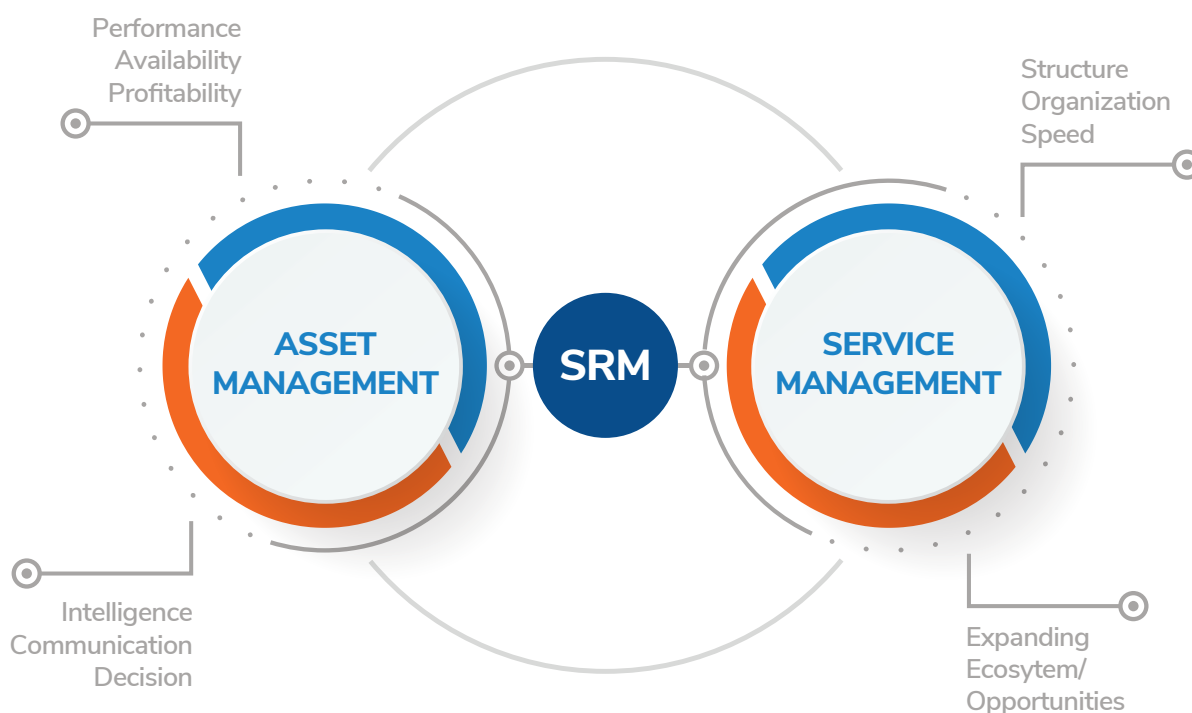 Performance
Availability
Profitability
Structure
Organization
Speed
ASSET
MANAGEMENT
SRM
SERVICE
MANAGEMENT
Intelligence
Communication
Decision
Expanding
Ecosytem/
Opportunities